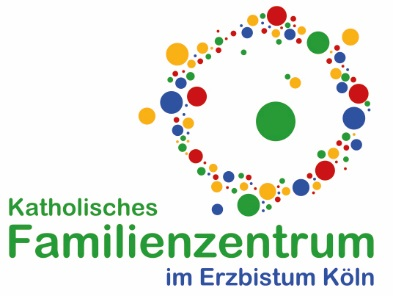 Katholisches
Familienzentrum
im Erzbistum Köln